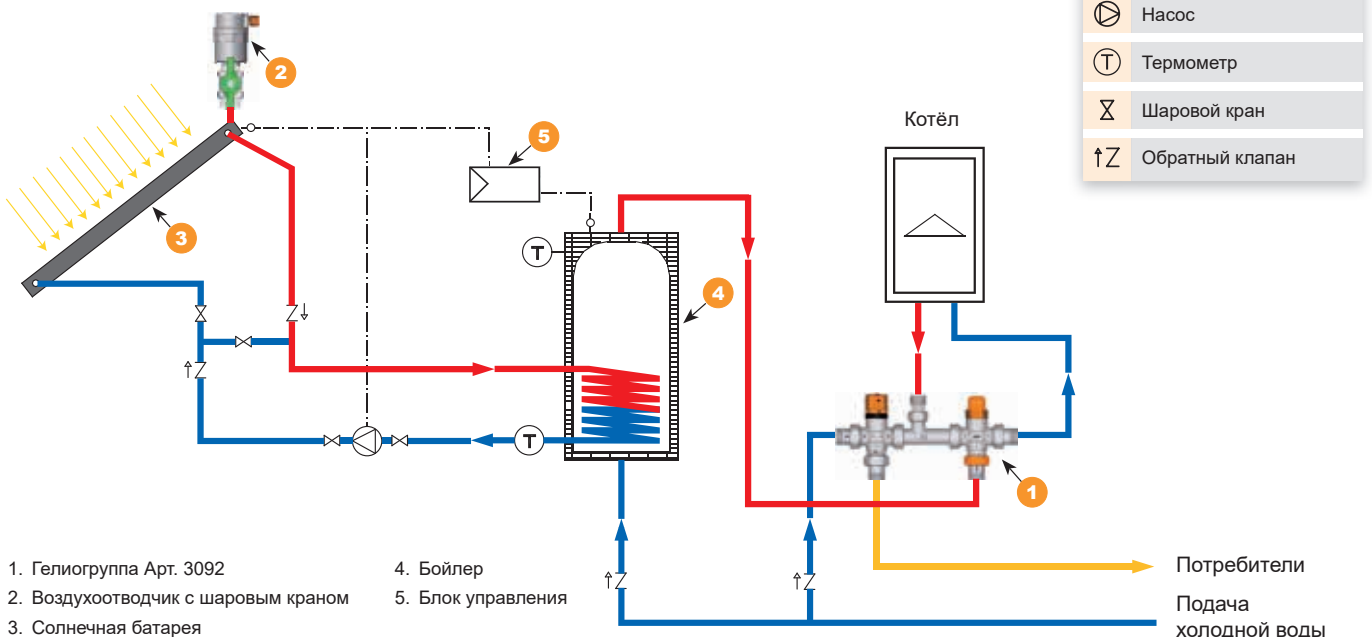 Насос
Термометр
Шаровой кран
Обратный клапан
Котёл
2
5
3
T
4
T
1
Потребители
Подача
холодной воды
1. Гелиогруппа Арт. 3092
2. Воздухоотводчик с шаровым краном
3. Солнечная батарея
4. Бойлер
5. Блок управления
T